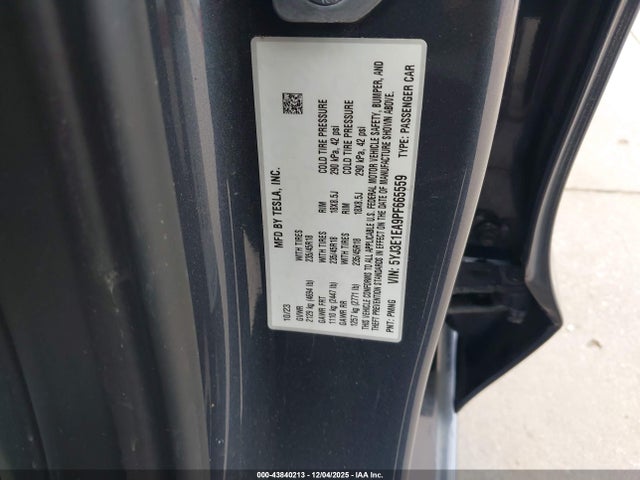 MFD BY TESLA, INC.
10/23
GVWR WITH TIRES RIM COLD TIRE PRESSURE
2129 kg (4694 lb) 235/45R18 18X8.5J 290 kPa, 42 psi
GAWR FRT WITH TIRES RIM COLD TIRE PRESSURE
1110 kg (2447 lb) 235/45R18 18X8.5J 290 kPa, 42 psi
GAWR RR
1257 kg (2771 lb)
THIS VEHICLE CONFORMS TO ALL APPLICABLE U.S. FEDERAL MOTOR VEHICLE SAFETY, BUMPER, AND
THEFT PREVENTION STANDARDS IN EFFECT ON THE DATE OF MANUFACTURE SHOWN ABOVE.
VIN: 5YJ3E1EA9PF665559 TYPE: PASSENGER CAR
PNT: PMNG
00-43840213 - 12/04/2025 - IAA Inc.